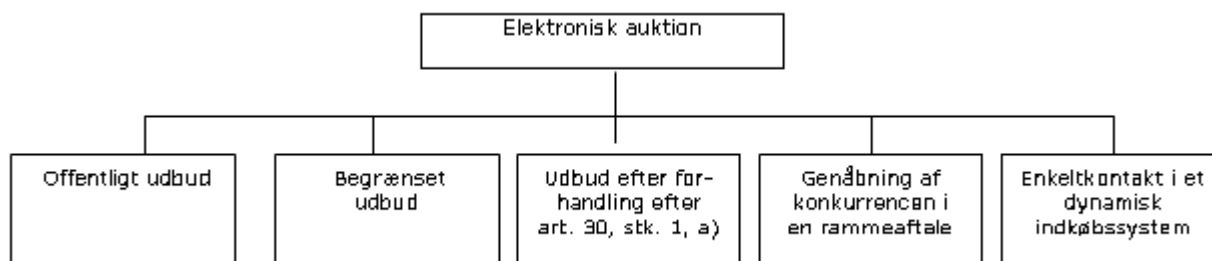 Elektronisk auktion
Offentligt udbud
Begrænset
udbud
Udbud efter for-
handling efter
art. 30, stk. 1, a)
Genåbning af
konkurrencen i
en rammeaftale
Enkeltkontakt i et
dynamisk
indkøbssystem